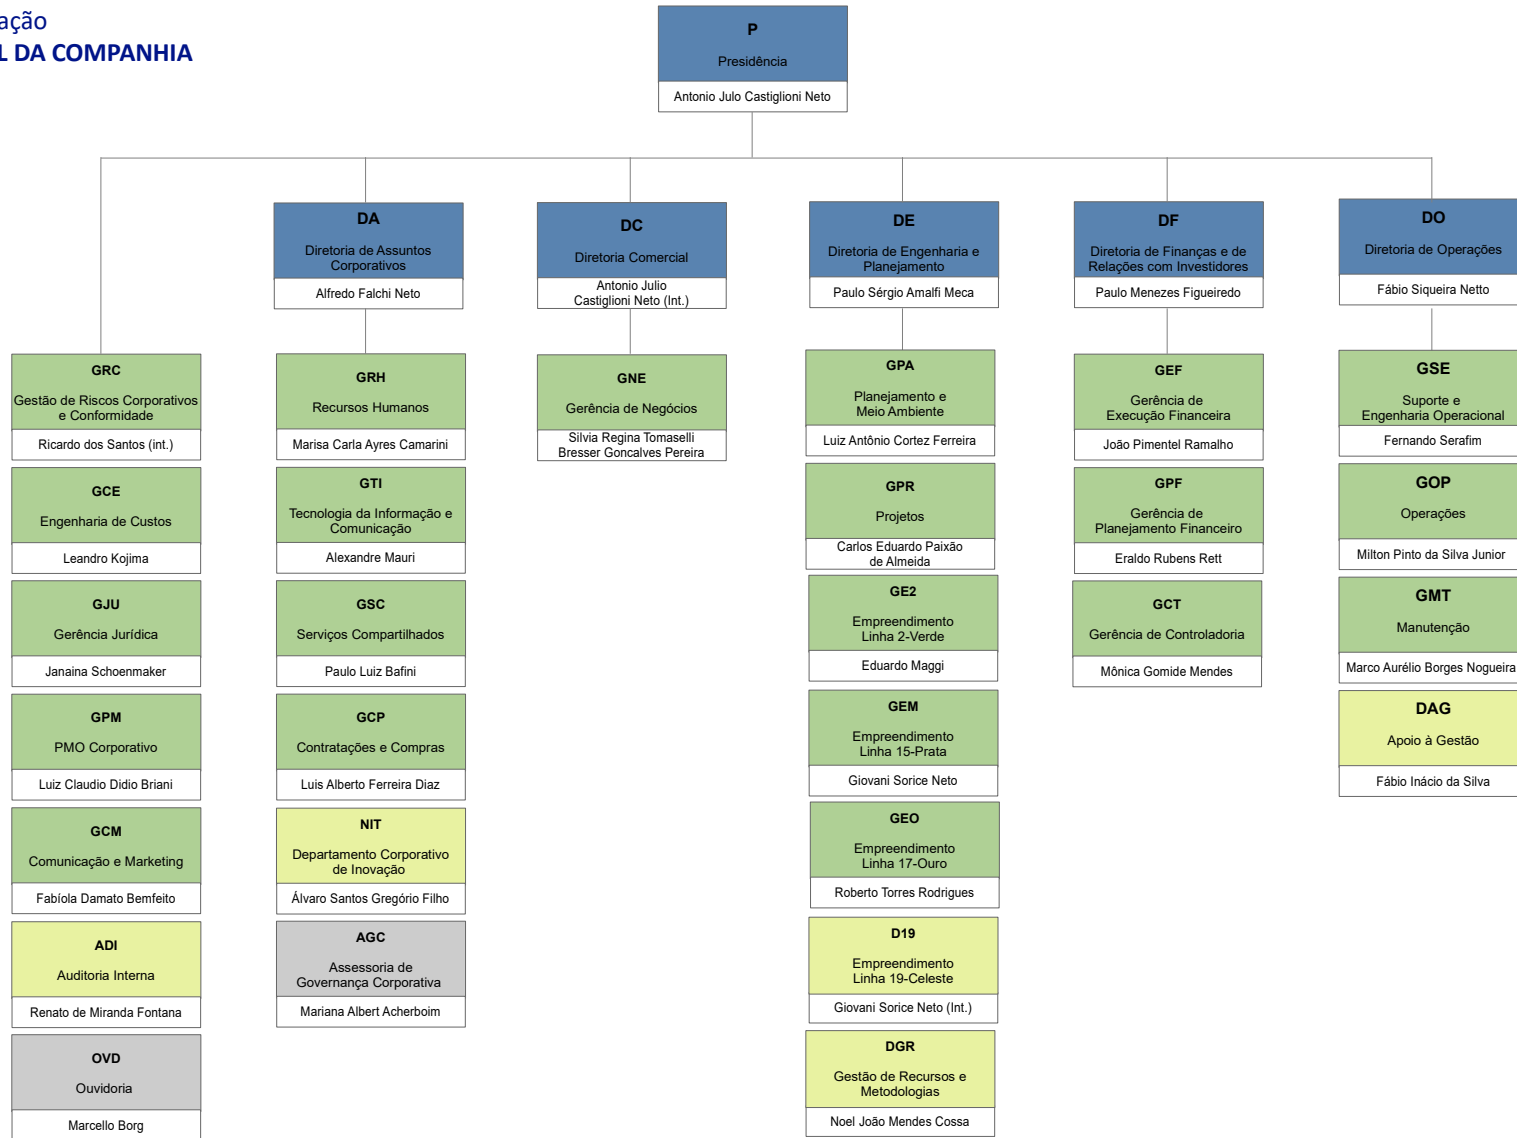 ação
L DA COMPANHIA
P
Presidência
Antonio Julo Castiglioni Neto
DA
Diretoria de Assuntos
Corporativos
Alfredo Falchi Neto
DC
Diretoria Comercial
Antonio Julio
Castiglioni Neto (Int.)
DE
Diretoria de Engenharia e
Planejamento
Paulo Sérgio Amalfi Meca
DF
Diretoria de Finanças e de
Relações com Investidores
Paulo Menezes Figueiredo
DO
Diretoria de Operações
Fábio Siqueira Netto
GRC
Gestão de Riscos Corporativos
e Conformidade
Ricardo dos Santos (int.)
GCE
Engenharia de Custos
Leandro Kojima
GJU
Gerência Jurídica
Janaina Schoenmaker
GPM
PMO Corporativo
Luiz Claudio Didio Briani
GCM
Comunicação e Marketing
Fabíola Damato Bemfeito
ADI
Auditoria Interna
Renato de Miranda Fontana
OVD
Ouvidoria
Marcello Borg
GRH
Recursos Humanos
Marisa Carla Ayres Camarini
GTI
Tecnologia da Informação e
Comunicação
Alexandre Mauri
GSC
Serviços Compartilhados
Paulo Luiz Bafini
GCP
Contratações e Compras
Luis Alberto Ferreira Diaz
NIT
Departamento Corporativo
de Inovação
Álvaro Santos Gregório Filho
AGC
Assessoria de
Governança Corporativa
Mariana Albert Acherboim
GNE
Gerência de Negócios
Silvia Regina Tomaselli
Bresser Goncalves Pereira
GPA
Planejamento e
Meio Ambiente
Luiz Antônio Cortez Ferreira
GPR
Projetos
Carlos Eduardo Paixão
de Almeida
GE2
Empreendimento
Linha 2-Verde
Eduardo Maggi
GEM
Empreendimento
Linha 15-Prata
Giovani Sorice Neto
GEO
Empreendimento
Linha 17-Ouro
Roberto Torres Rodrigues
D19
Empreendimento
Linha 19-Celeste
Giovani Sorice Neto (Int.)
DGR
Gestão de Recursos e
Metodologias
Noel João Mendes Cossa
GEF
Gerência de
Execução Financeira
João Pimentel Ramalho
GPF
Gerência de
Planejamento Financeiro
Eraldo Rubens Rett
GCT
Gerência de Controladoria
Mônica Gomide Mendes
GSE
Suporte e
Engenharia Operacional
Fernando Serafim
GOP
Operações
Milton Pinto da Silva Junior
GMT
Manutenção
Marco Aurélio Borges Nogueira
DAG
Apoio à Gestão
Fábio Inácio da Silva